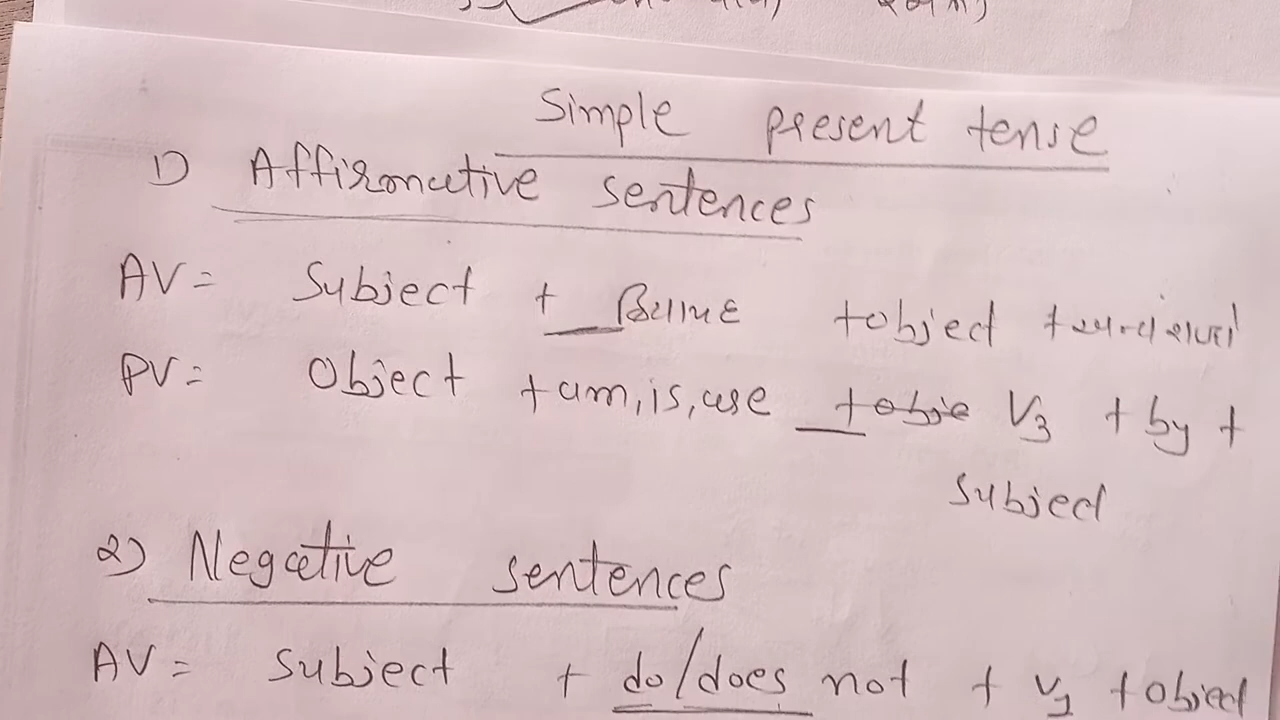 Simple present tense
1) Affirmative sentences
AV = Subject + + object +
PV = Object + am, is, are + V3 + by +
Subject
2) Negative sentences
AV = Subject + do/does not + V1 + object